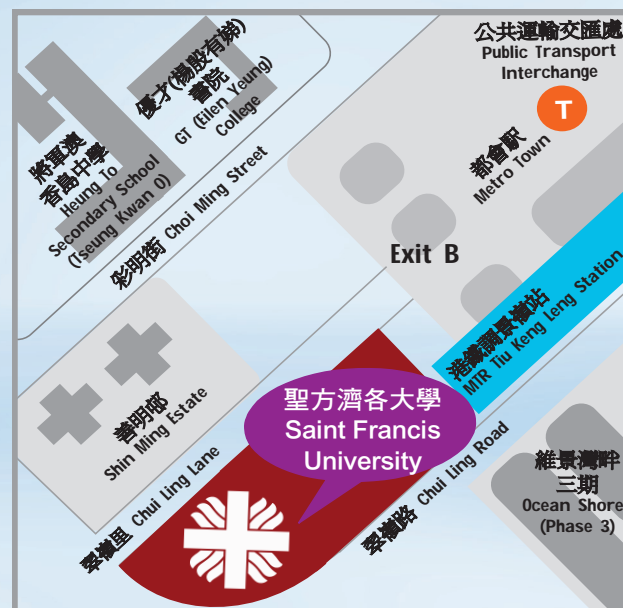 公共運輸交匯處
Public Transport
Interchange
T
優才(楊殷有娣)
書院
GT (Eilen Yeung)
College
將軍澳
香島中學
Heung To
Secondary School
(Tseung Kwan O)
都會駅
Metro Town
彩明街 Choi Ming Street
Exit B
港鐵調景嶺站
MTR Tiu Keng Leng Station
聖方濟各大學
Saint Francis
University
善明邨
Shin Ming Estate
維景灣畔
三期
Ocean Shore
(Phase 3)
翠嶺里 Chui Ling Lane
翠嶺路 Chui Ling Road